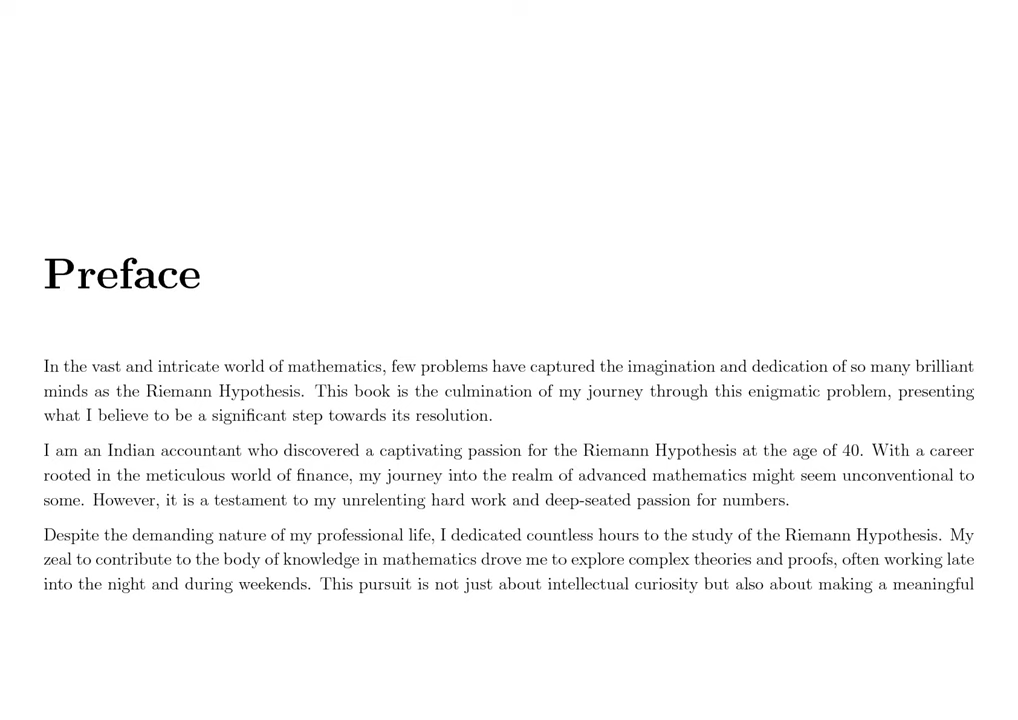 Preface
In the vast and intricate world of mathematics, few problems have captured the imagination and dedication of so many brilliant
minds as the Riemann Hypothesis. This book is the culmination of my journey through this enigmatic problem, presenting
what I believe to be a significant step towards its resolution.
I am an Indian accountant who discovered a captivating passion for the Riemann Hypothesis at the age of 40. With a career
rooted in the meticulous world of finance, my journey into the realm of advanced mathematics might seem unconventional to
some. However, it is a testament to my unrelenting hard work and deep-seated passion for numbers.
Despite the demanding nature of my professional life, I dedicated countless hours to the study of the Riemann Hypothesis. My
zeal to contribute to the body of knowledge in mathematics drove me to explore complex theories and proofs, often working late
into the night and during weekends. This pursuit is not just about intellectual curiosity but also about making a meaningful